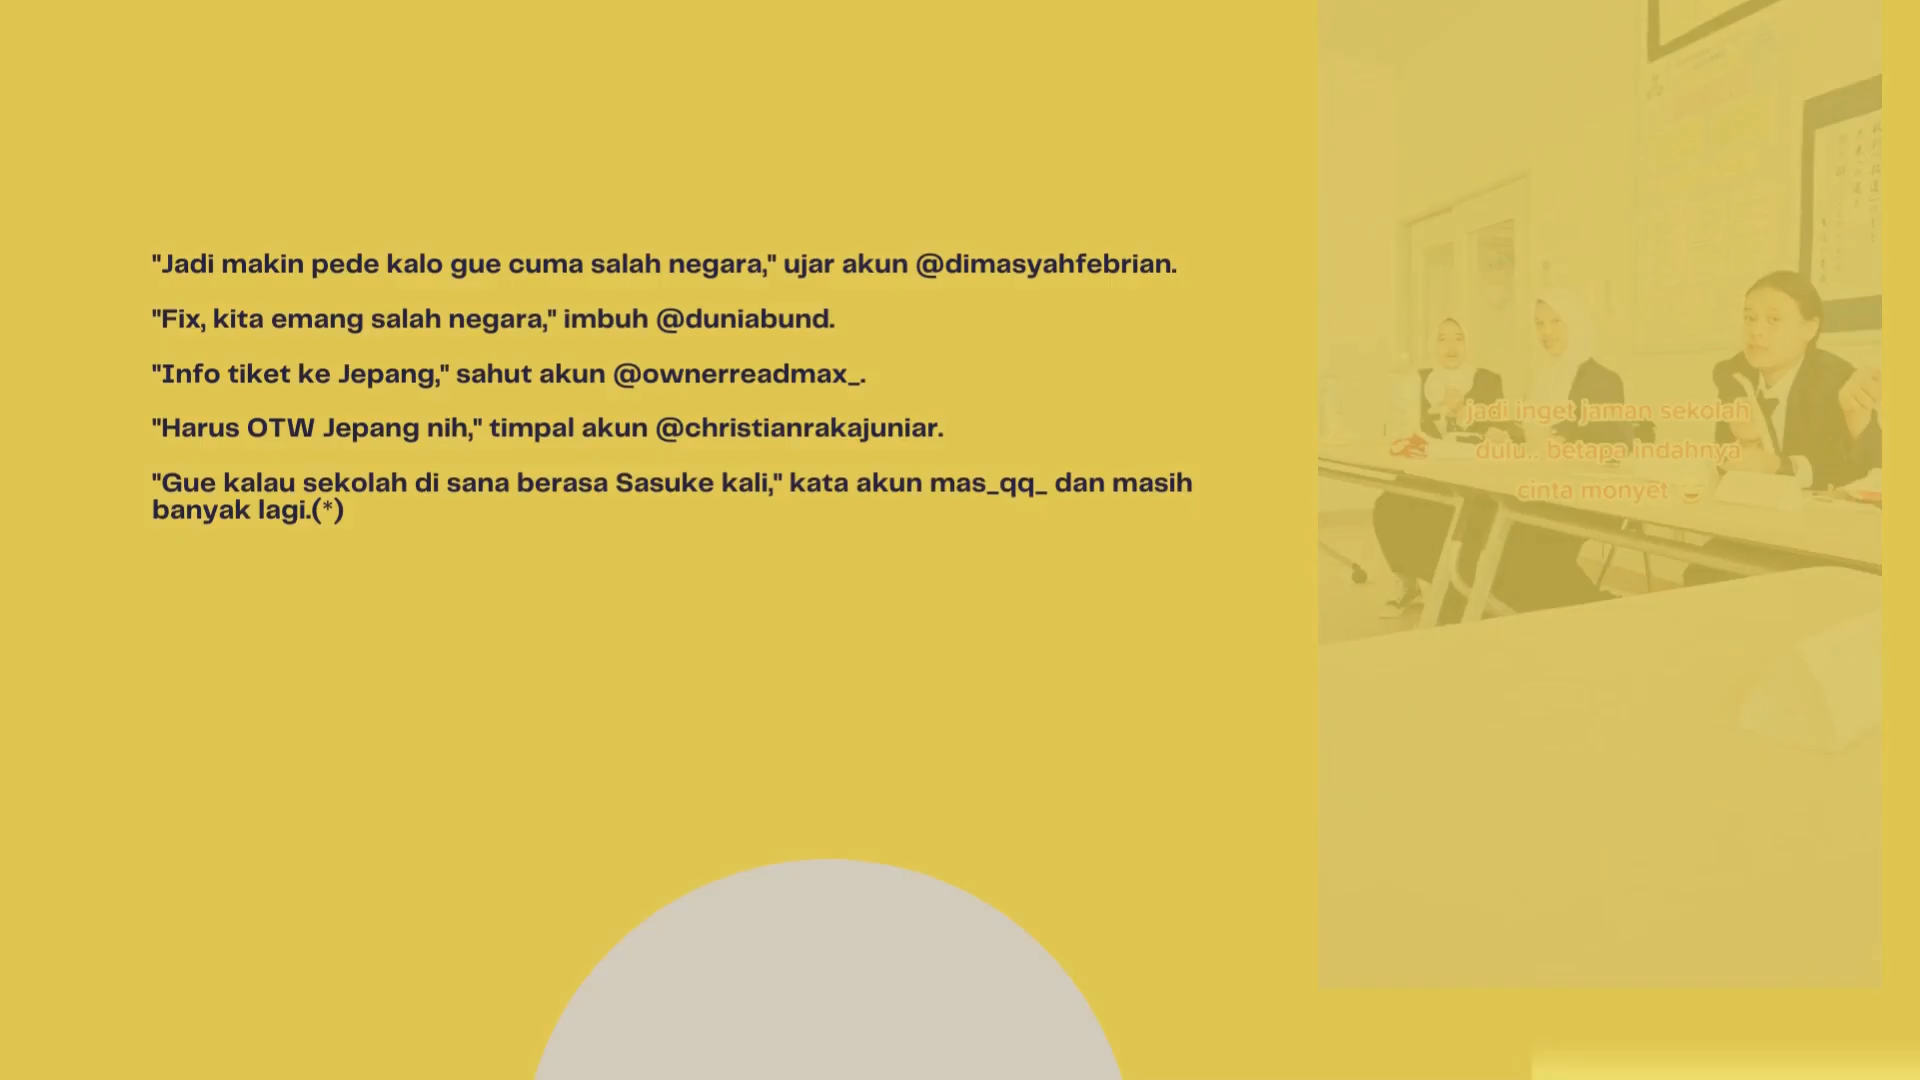 "Jadi makin pede kalo gue cuma salah negara," ujar akun @dimasyahfebrian.
"Fix, kita emang salah negara," imbuh @duniabund.
"Info tiket ke Jepang," sahut akun @ownerreadmax_.
"Harus OTW Jepang nih," timpal akun @christianrakajuniar.
"Gue kalau sekolah di sana berasa Sasuke kali," kata akun mas_qq_ dan masih
banyak lagi.(*)
jadi inget jaman sekolah
dulu.. betapa indahnya
cinta monyet 😅